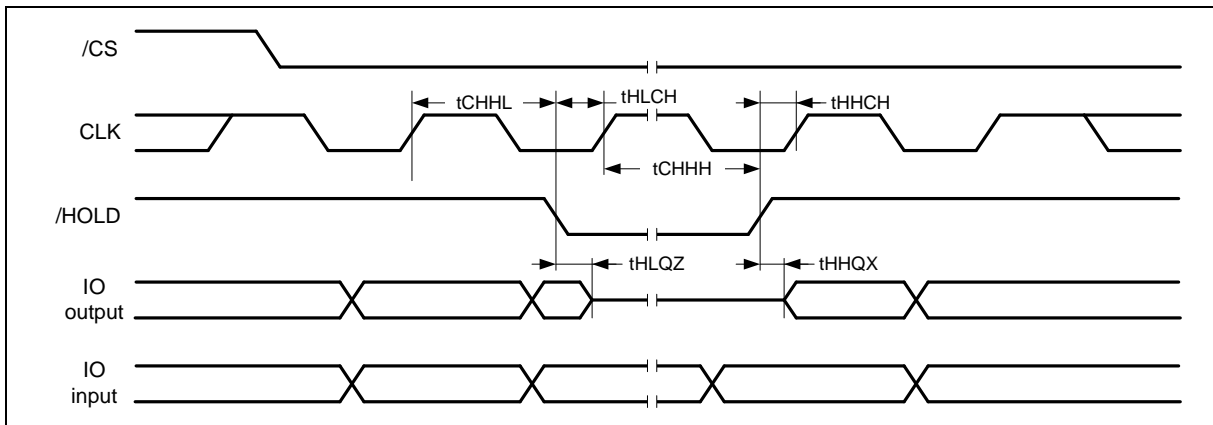 /CS
tCHHL
tHLCH
tHHCH
CLK
tCHHH
/HOLD
tHLQZ
tHHQX
IO
output
IO
input